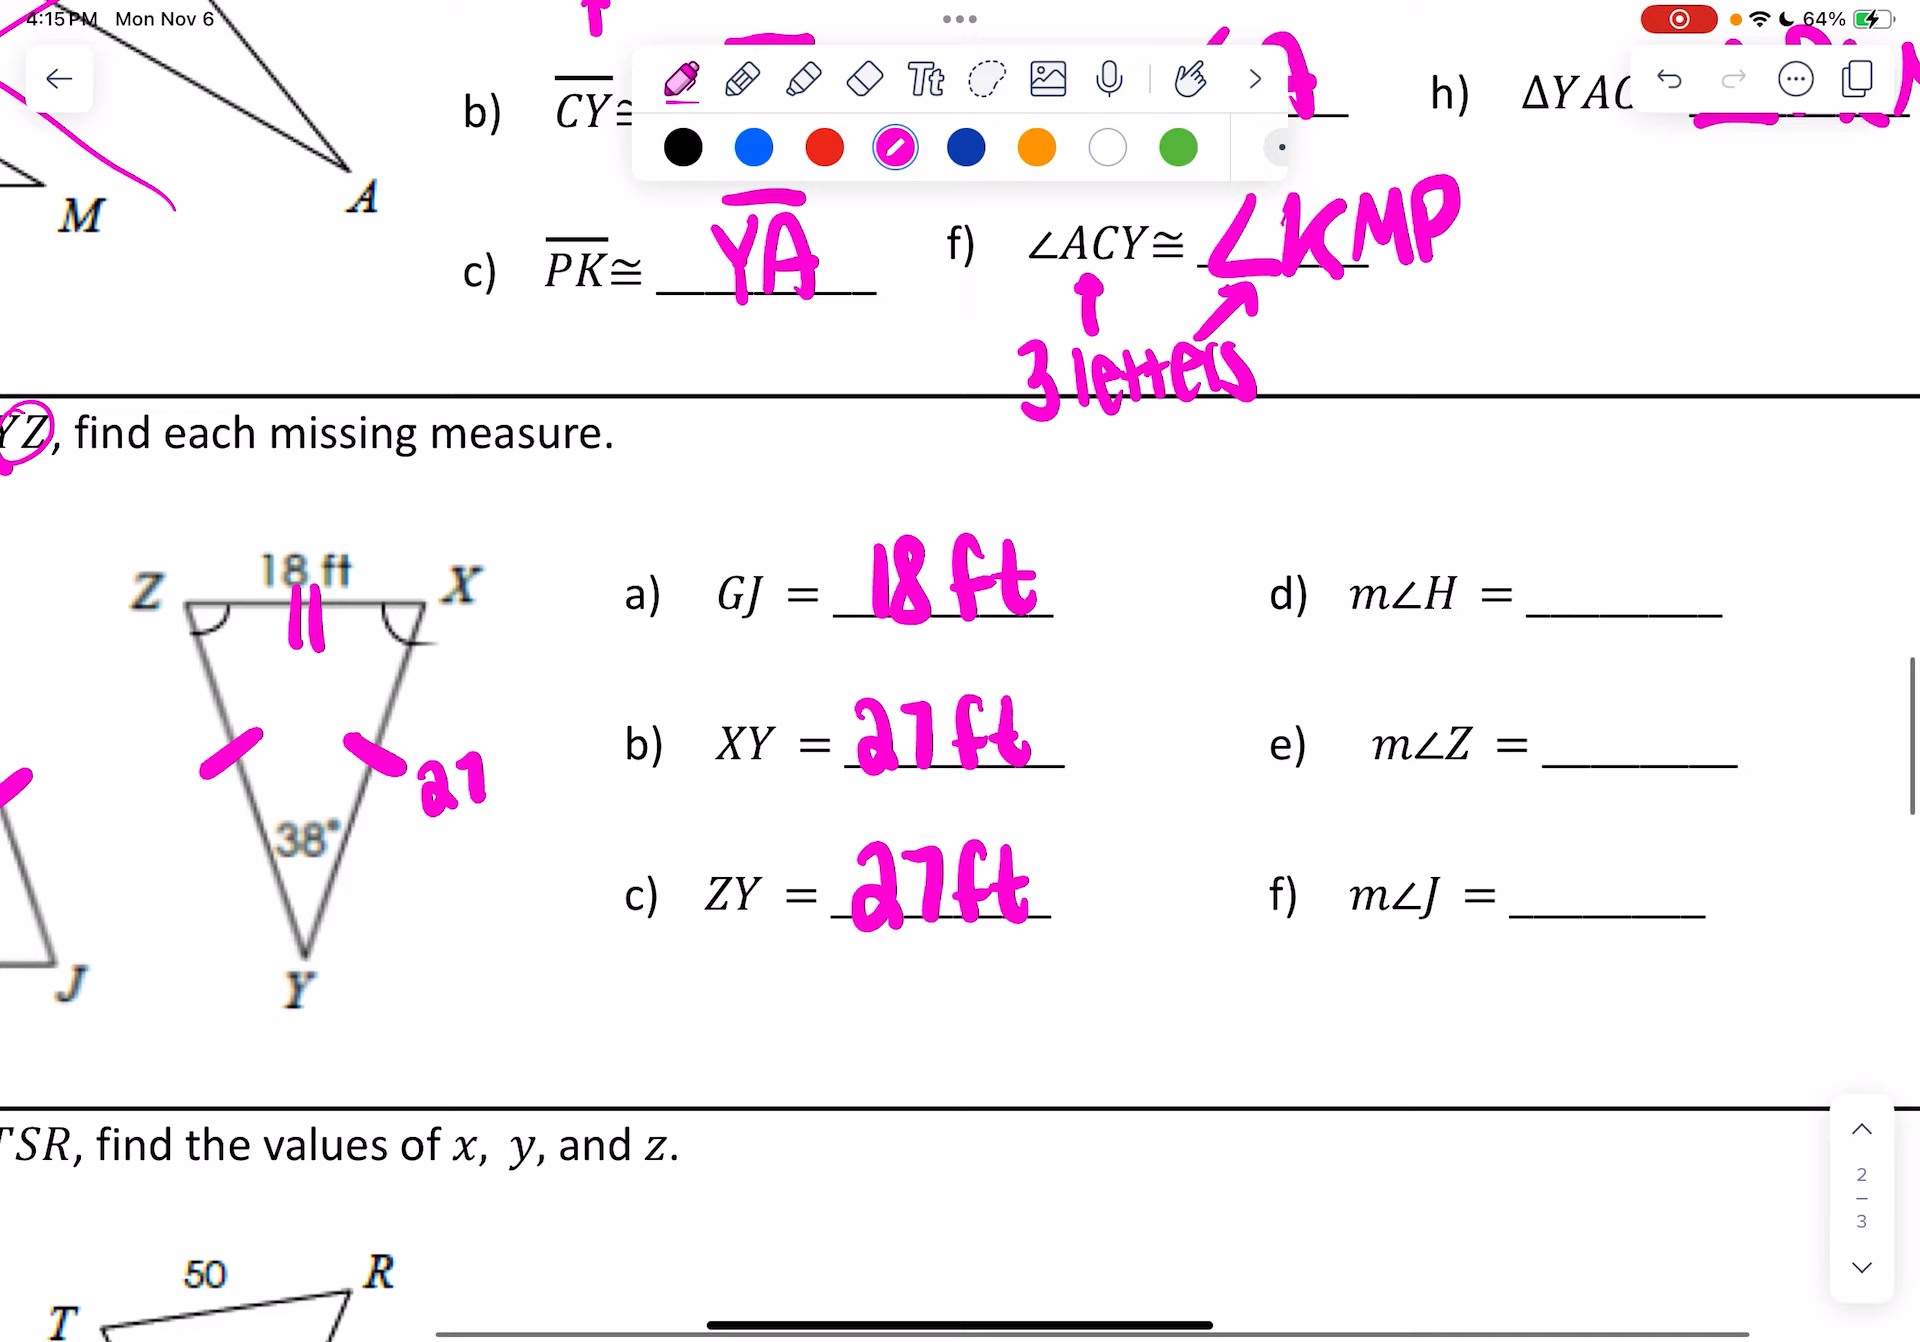 4:15 PM Mon Nov 6
64%
Tt
b) CY≅
h) ΔYAC
M
A
c) PK≅ YA
f) ∠ACY≅ ∠KMP
3 letters
YZ, find each missing measure.
Z 18 ft X
a) GJ = 18 ft
d) m∠H =
b) XY = 27 ft
e) m∠Z =
27
38°
c) ZY = 27 ft
f) m∠J =
J
Y
TSR, find the values of x, y, and z.
2
3
50
R
T